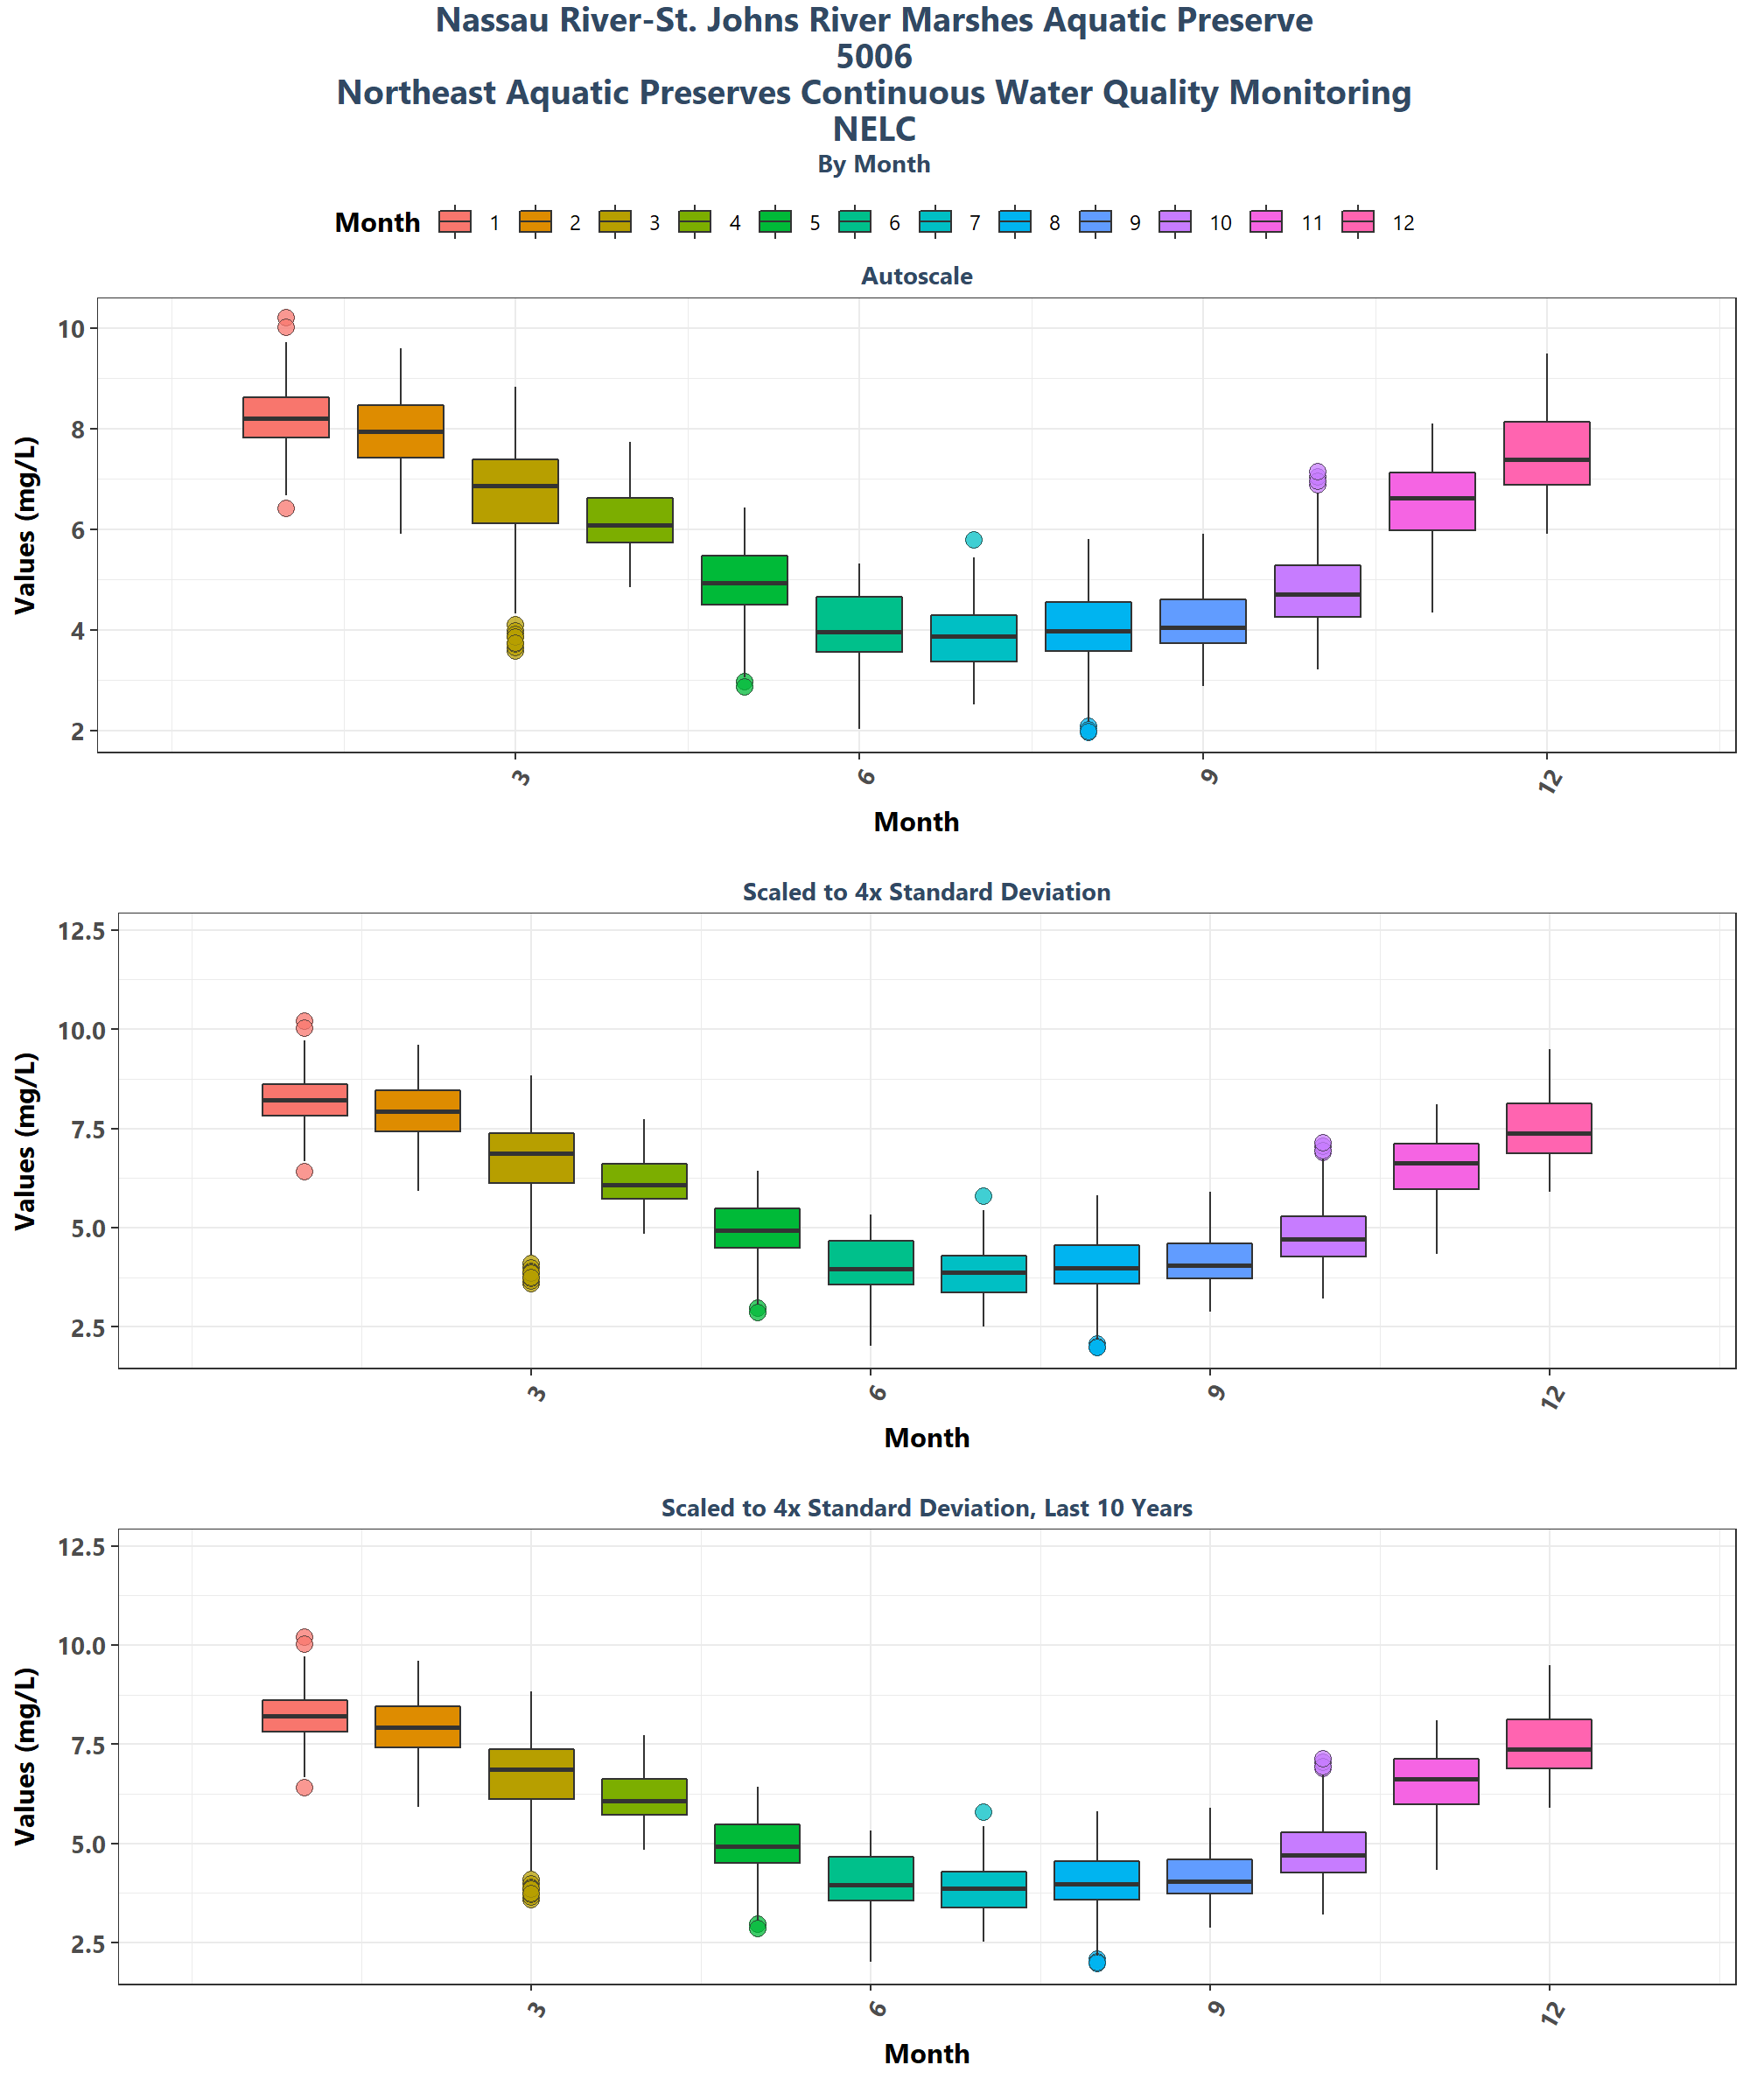 Nassau River-St. Johns River Marshes Aquatic Preserve
5006
Northeast Aquatic Preserves Continuous Water Quality Monitoring
NELC
By Month
Month 1 2 3 4 5 6 7 8 9 10 11 12
Autoscale
Values (mg/L)
10
8
6
4
2
3 6 9 12
Month
Scaled to 4x Standard Deviation
Values (mg/L)
12.5
10.0
7.5
5.0
2.5
3 6 9 12
Month
Scaled to 4x Standard Deviation, Last 10 Years
Values (mg/L)
12.5
10.0
7.5
5.0
2.5
3 6 9 12
Month